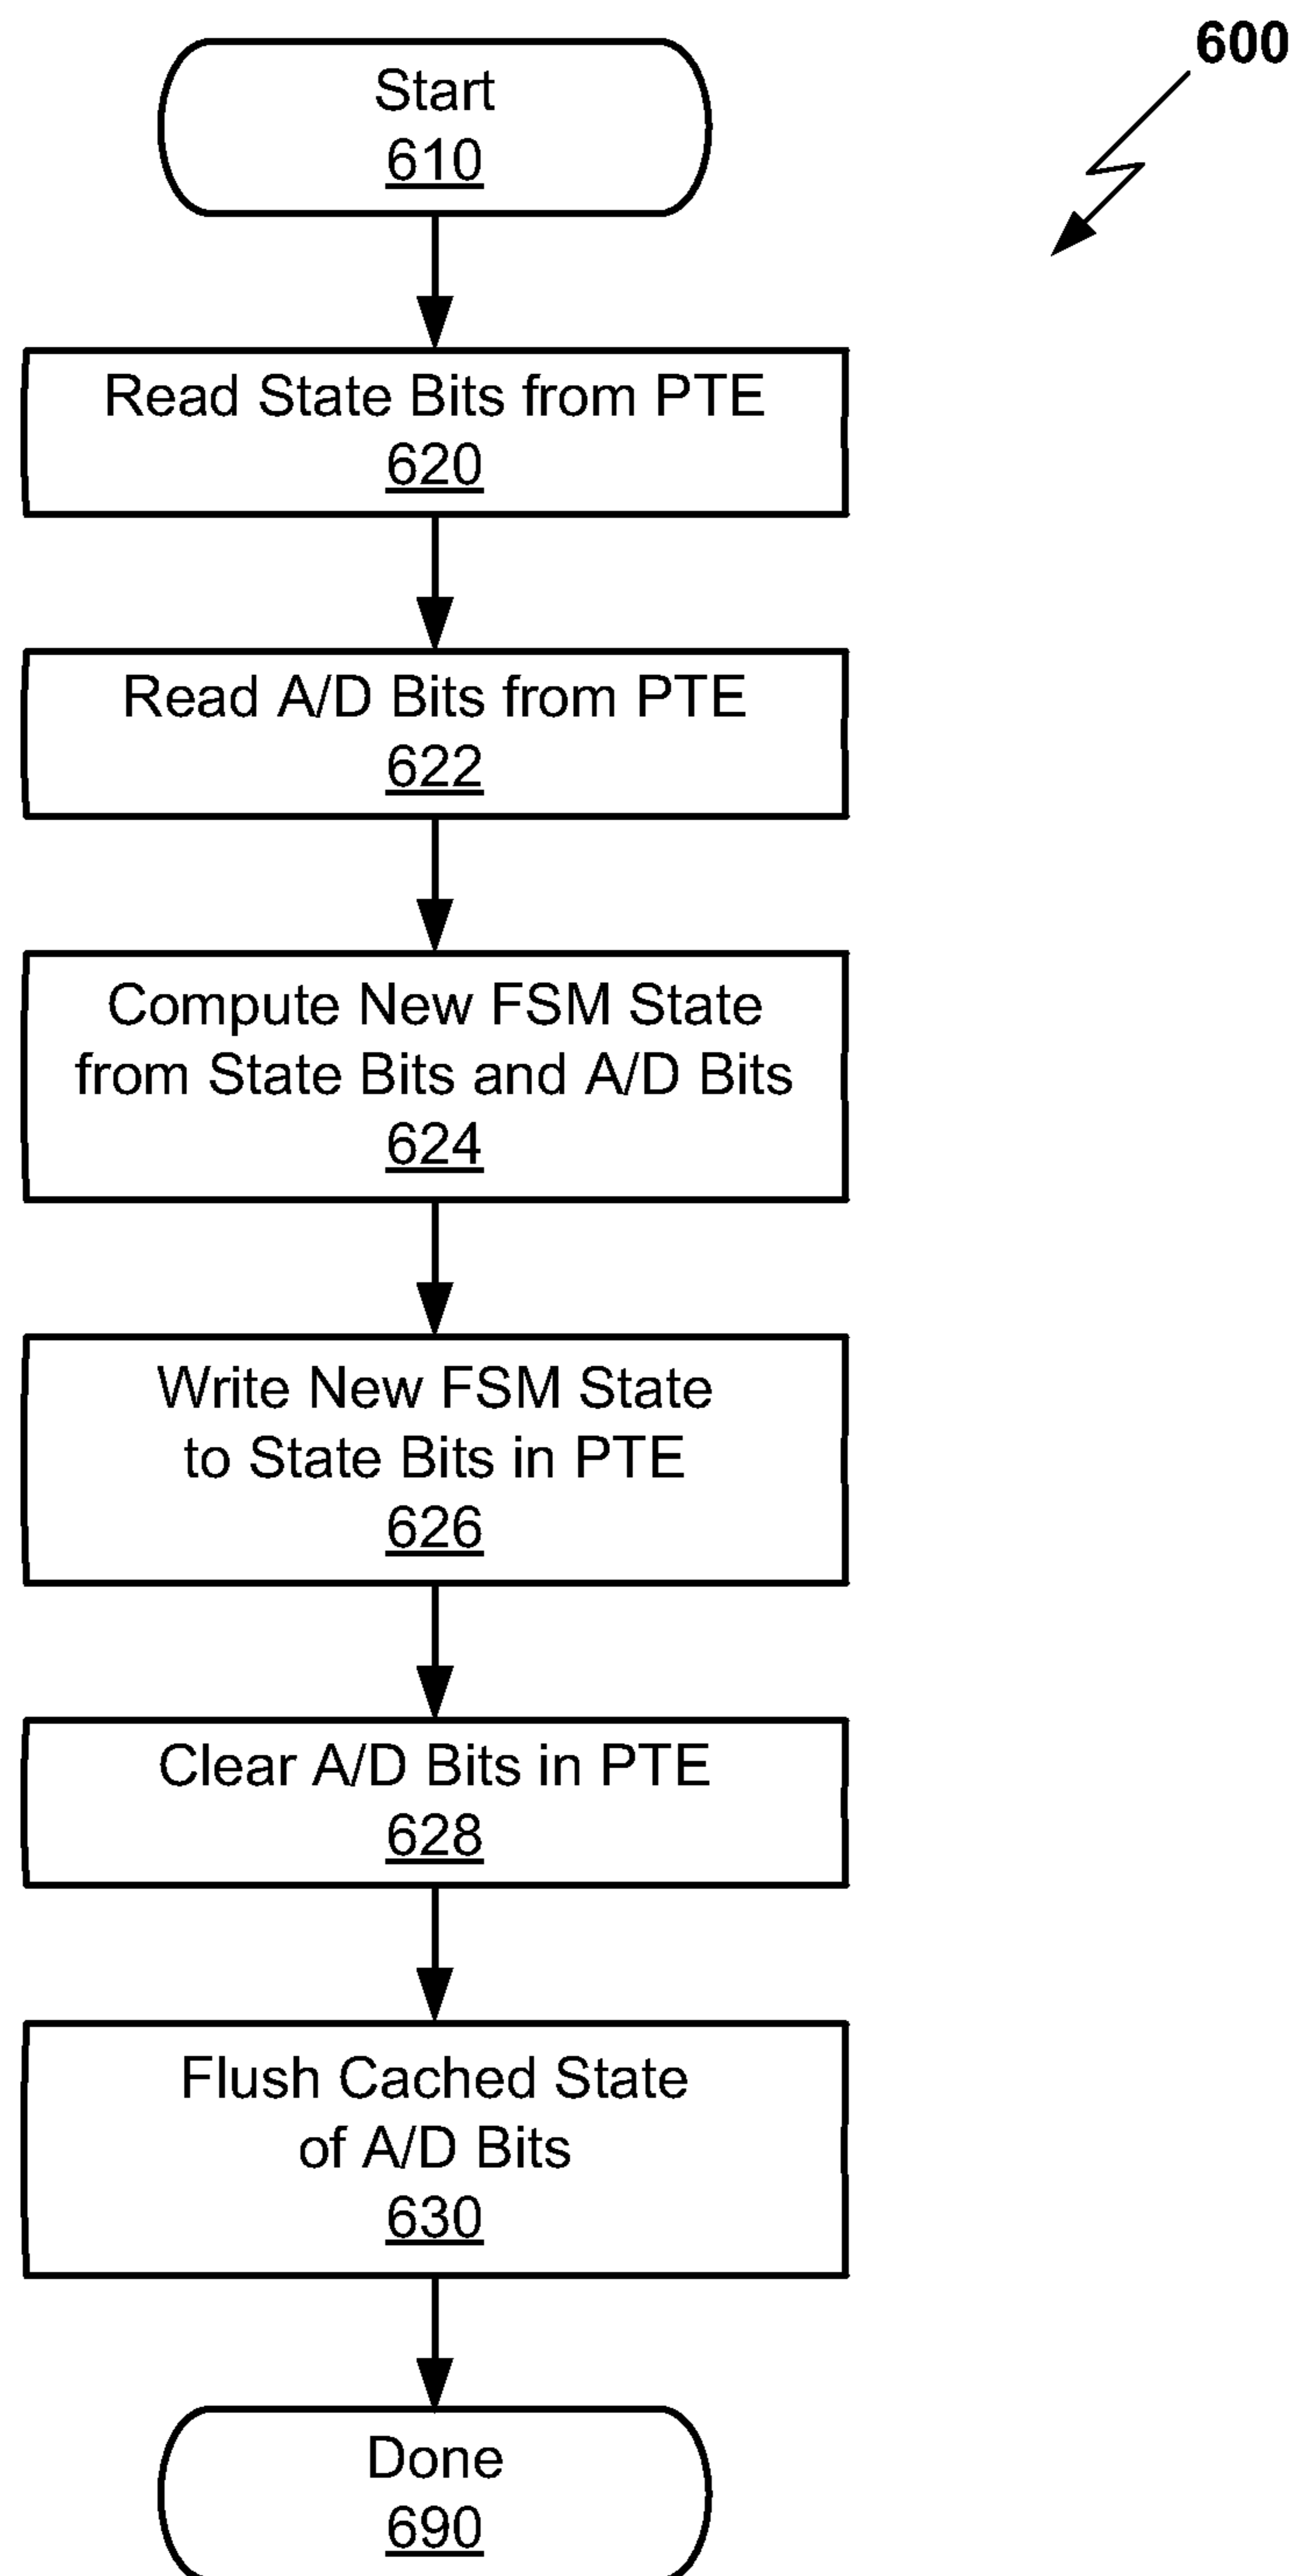 600
Start
610
Read State Bits from PTE
620
Read A/D Bits from PTE
622
Compute New FSM State
from State Bits and A/D Bits
624
Write New FSM State
to State Bits in PTE
626
Clear A/D Bits in PTE
628
Flush Cached State
of A/D Bits
630
Done
690